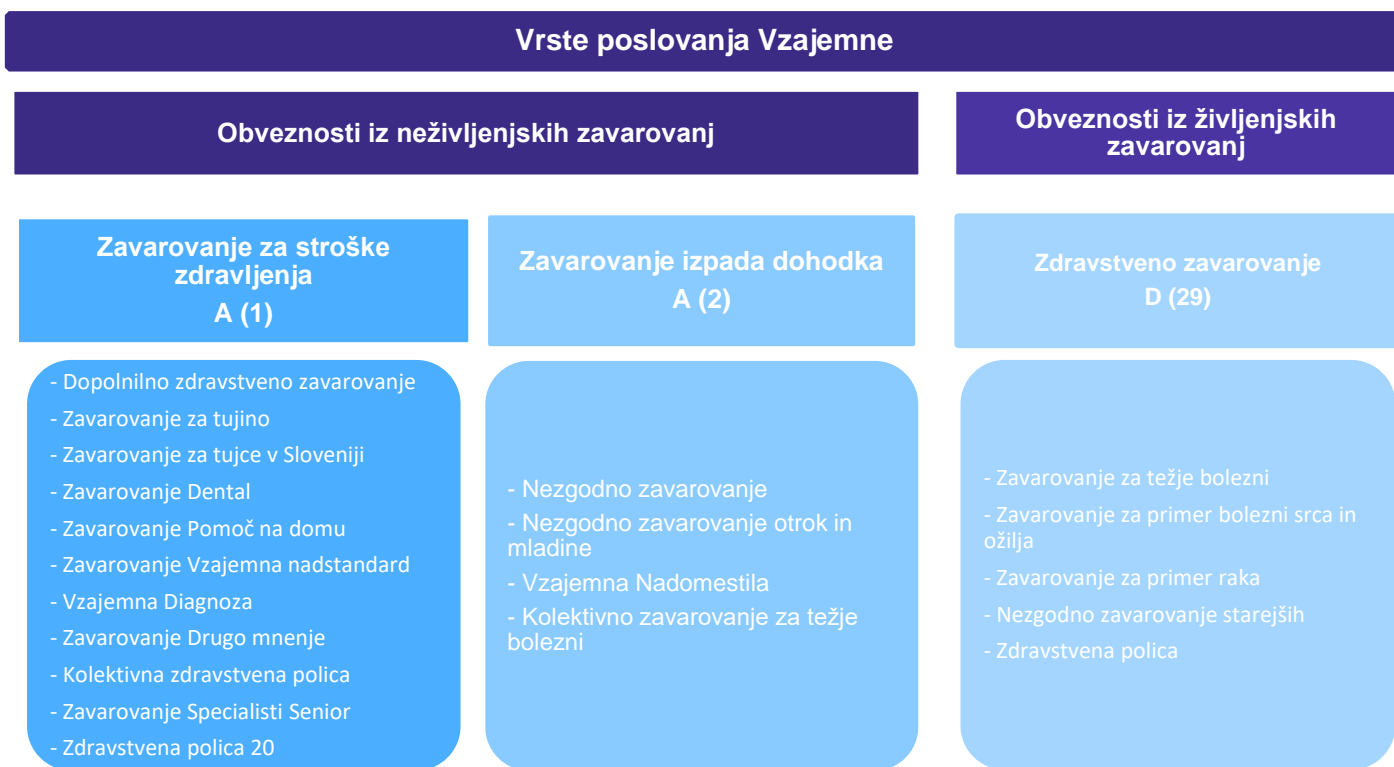 Vrste poslovanja Vzajemne
Obveznosti iz neživljenjskih zavarovanj
Obveznosti iz življenjskih
zavarovanj
Zavarovanje za stroške
zdravljenja
A (1)
- Dopolnilno zdravstveno zavarovanje
- Zavarovanje za tujino
- Zavarovanje za tujce v Sloveniji
- Zavarovanje Dental
- Zavarovanje Pomoč na domu
- Zavarovanje Vzajemna nadstandard
- Vzajemna Diagnoza
- Zavarovanje Drugo mnenje
- Kolektivna zdravstvena polica
- Zavarovanje Specialisti Senior
- Zdravstvena polica 20
Zavarovanje izpada dohodka
A (2)
- Nezgodno zavarovanje
- Nezgodno zavarovanje otrok in
mladine
- Vzajemna Nadomestila
- Kolektivno zavarovanje za težje
bolezni
Zdravstveno zavarovanje
D (29)
- Zavarovanje za težje bolezni
- Zavarovanje za primer bolezni srca in
ožilja
- Zavarovanje za primer raka
- Nezgodno zavarovanje starejših
- Zdravstvena polica